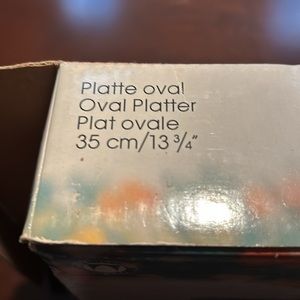 Platte oval
Oval Platter
Plat ovale
35 cm/13 ¾"